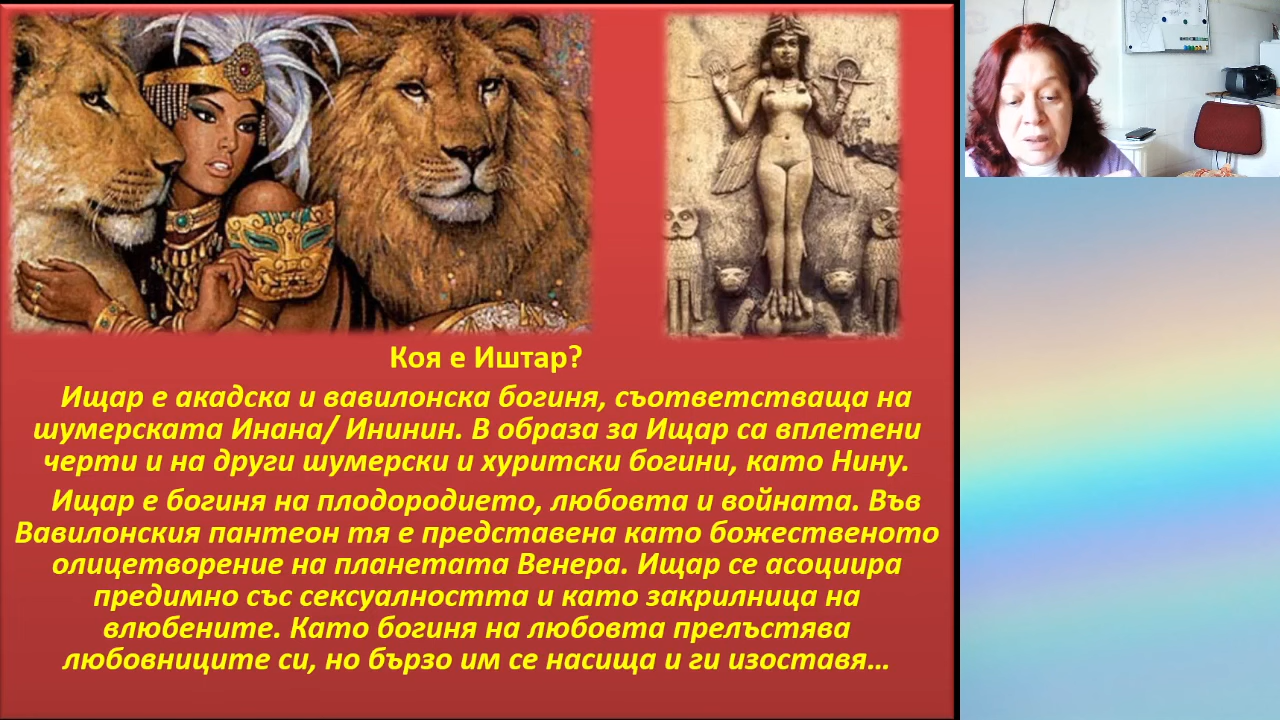 Коя е Иштар?
Ищар е акадска и вавилонска богиня, съответстваща на
шумерската Инана/ Ининин. В образа за Ищар са вплетени
черти и на други шумерски и хуритски богини, като Нину.
Ищар е богиня на плодородието, любовта и войната. Във
Вавилонския пантеон тя е представена като божественото
олицетворение на планетата Венера. Ищар се асоциира
предимно със сексуалността и като закрилница на
влюбените. Като богиня на любовта прелъстява
любовниците си, но бързо им се насища и ги изоставя...